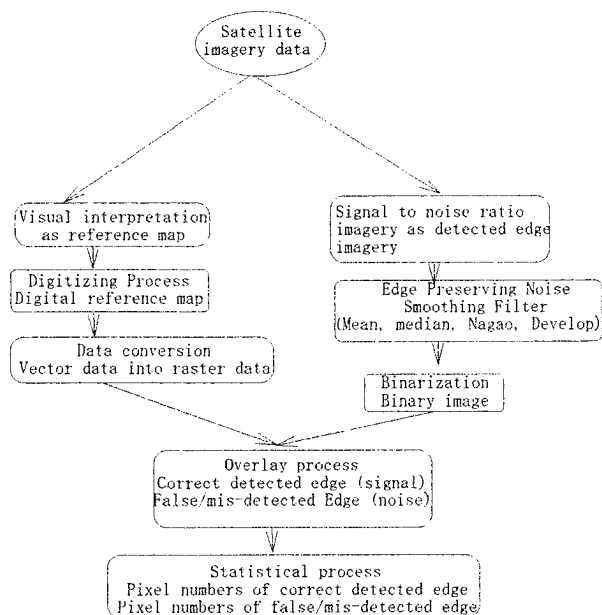 Satellite
imagery data
Visual interpretation
as reference map
Digitizing Process
Digital reference map
Data conversion
Vector data into raster data
Signal to noise ratio
imagery as detected edge
imagery
Edge Preserving Noise
Smoothing Filter
(Mean, median, Nagao, Develop)
Binarization
Binary image
Overlay process
Correct detected edge (signal)
False/mis-detected Edge (noise)
Statistical process
Pixel numbers of correct detected edge
Pixel numbers of false/mis-detected edge